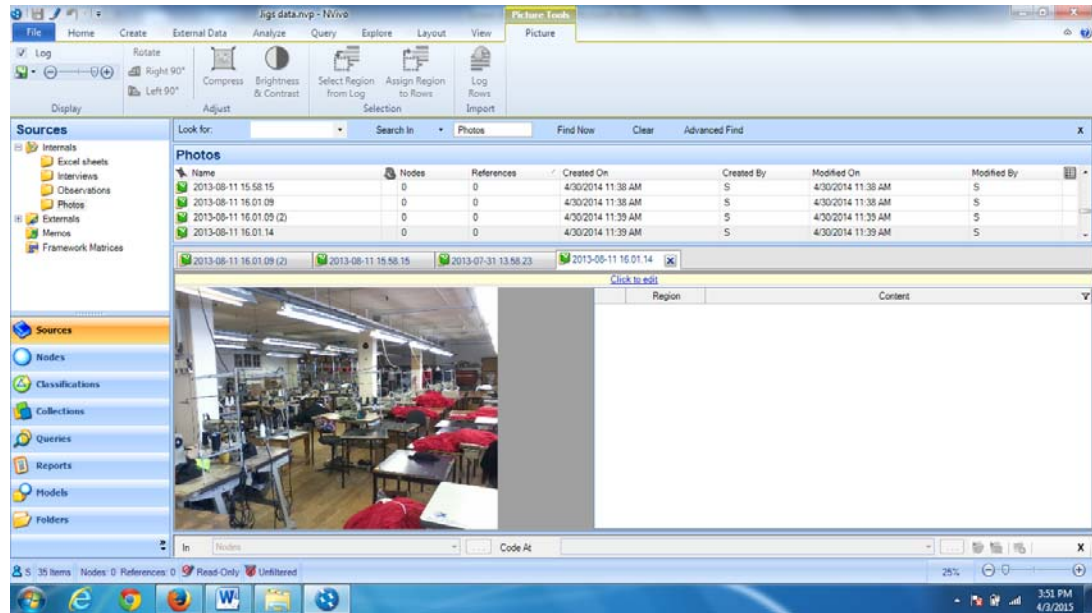 Jigs data.nvp - NVivo
Picture Tools
File Home Create External Data Analyze Query Explore Layout View Picture
Log
Rotate
Right 90°
Left 90°
Compress
Brightness & Contrast
Select Region from Log
Assign Region to Rows
Log Rows
Display Adjust Selection Import
Sources
Internals
Excel sheets
Interviews
Observations
Photos
Externals
Memos
Framework Matrices
Look for: Search In Photos Find Now Clear Advanced Find x
Photos
Name Nodes References Created On Created By Modified On Modified By
2013-08-11 15.58.15 0 0 4/30/2014 11:38 AM S 4/30/2014 11:38 AM S
2013-08-11 16.01.09 0 0 4/30/2014 11:38 AM S 4/30/2014 11:38 AM S
2013-08-11 16.01.09 (2) 0 0 4/30/2014 11:39 AM S 4/30/2014 11:39 AM S
2013-08-11 16.01.14 0 0 4/30/2014 11:39 AM S 4/30/2014 11:39 AM S
2013-08-11 16.01.09 (2) 2013-08-11 15.58.15 2013-07-31 13.58.23 2013-08-11 16.01.14
Click to edit
Region Content
Sources
Nodes
Classifications
Collections
Queries
Reports
Models
Folders
In Nodes Code At x
S 35 Items Nodes: 0 References: 0 Read-Only Unfiltered 25%
3:51 PM
4/3/2015